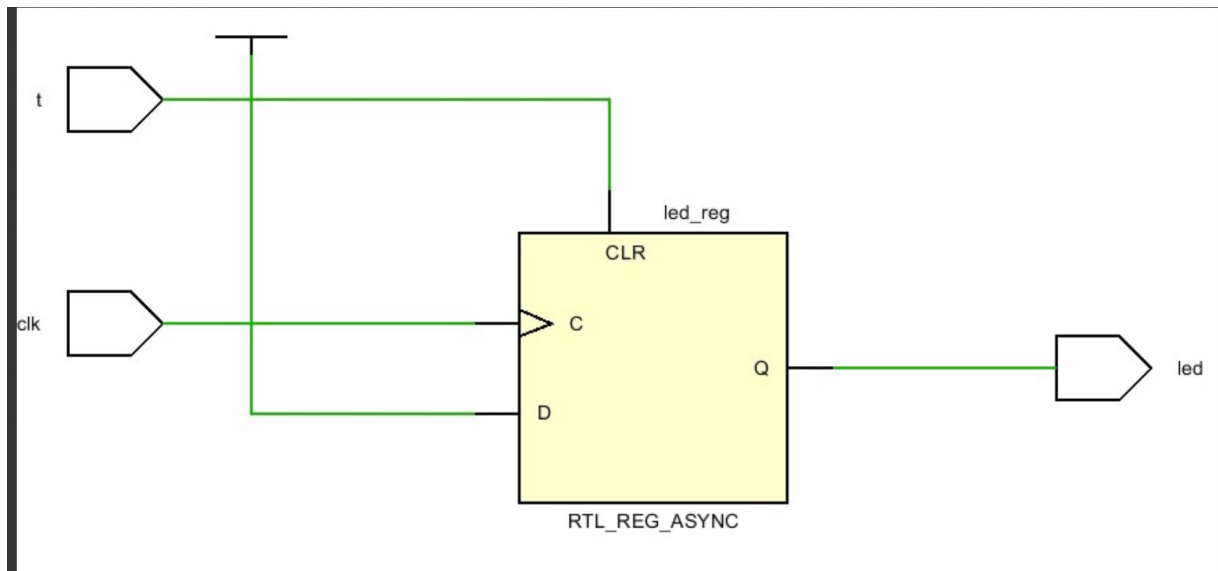 t
led_reg
CLR
clk
C
Q
led
D
RTL_REG_ASYNC